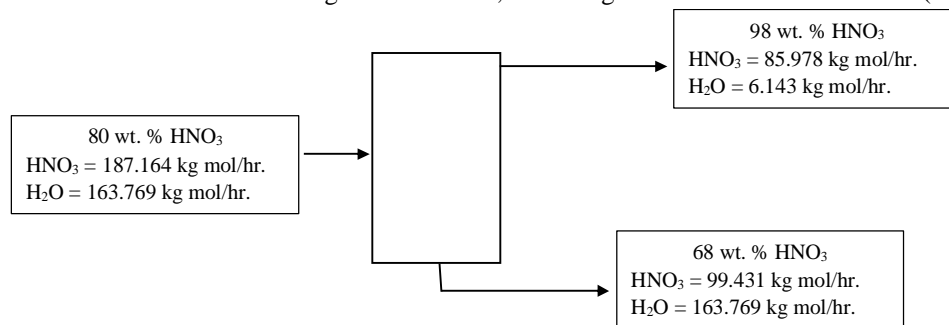 98 wt. % HNO₃
HNO₃ = 85.978 kg mol/hr.
H₂O = 6.143 kg mol/hr.
80 wt. % HNO₃
HNO₃ = 187.164 kg mol/hr.
H₂O = 163.769 kg mol/hr.
68 wt. % HNO₃
HNO₃ = 99.431 kg mol/hr.
H₂O = 163.769 kg mol/hr.